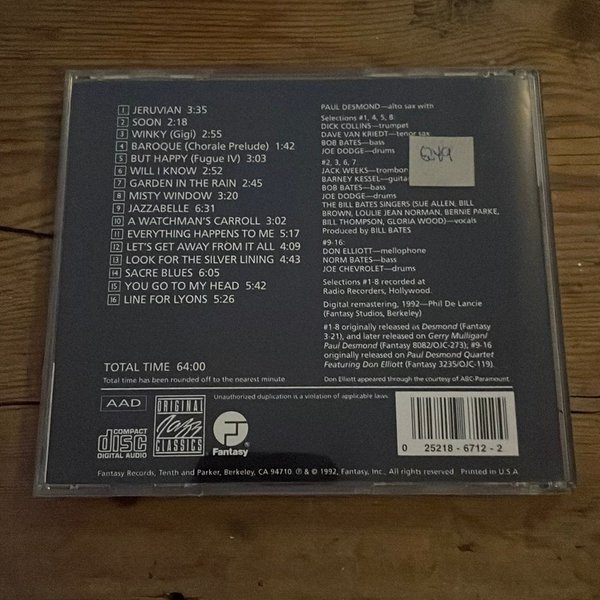 1 JERUVIAN 3:35
2 SOON 2:18
3 WINKY (Gigi) 2:55
4 BAROQUE (Chorale Prelude) 1:42
5 BUT HAPPY (Fugue IV) 3:03
6 WILL I KNOW 2:52
7 GARDEN IN THE RAIN 2:45
8 MISTY WINDOW 3:20
9 JAZZABELLE 6:31
10 A WATCHMAN'S CARROLL 3:02
11 EVERYTHING HAPPENS TO ME 5:17
12 LET'S GET AWAY FROM IT ALL 4:09
13 LOOK FOR THE SILVER LINING 4:43
14 SACRE BLUES 6:05
15 YOU GO TO MY HEAD 5:42
16 LINE FOR LYONS 5:26
TOTAL TIME 64:00
Total time has been rounded off to the nearest minute
PAUL DESMOND—alto sax with
Selections #1, 4, 5, 8:
DICK COLLINS—trumpet
DAVE VAN KRIEDT—tenor sax
BOB BATES—bass
JOE DODGE—drums
#2, 3, 6, 7:
JACK WEEKS—trombon
BARNEY KESSEL—guita
BOB BATES—bass
JOE DODGE—drums
THE BILL BATES SINGERS (SUE ALLEN, BILL
BROWN, LOULIE JEAN NORMAN, BERNIE PARKE,
BILL THOMPSON, GLORIA WOOD)—vocals
Produced by BILL BATES
#9-16:
DON ELLIOTT—mellophone
NORM BATES—bass
JOE CHEVROLET—drums
Selections #1-8 recorded at
Radio Recorders, Hollywood.
Digital remastering, 1992—Phil De Lancie
(Fantasy Studios, Berkeley)
#1-8 originally released as Desmond (Fantasy
3-21), and later released on Gerry Mulligan/
Paul Desmond (Fantasy 8082/OJC-273); #9-16
originally released on Paul Desmond Quartet
Featuring Don Elliott (Fantasy 3235/OJC-119).
Don Elliott appeared through the courtesy of ABC-Paramount
AAD
COMPACT
disc
DIGITAL AUDIO
ORIGINAL
Jazz
CLASSICS
Fantasy
Unauthorized duplication is a violation of applicable laws.
0 25218-6712-2
Fantasy Records, Tenth and Parker, Berkeley, CA 94710 ℗ & © 1992, Fantasy, Inc., All rights reserved. Printed in U.S.A